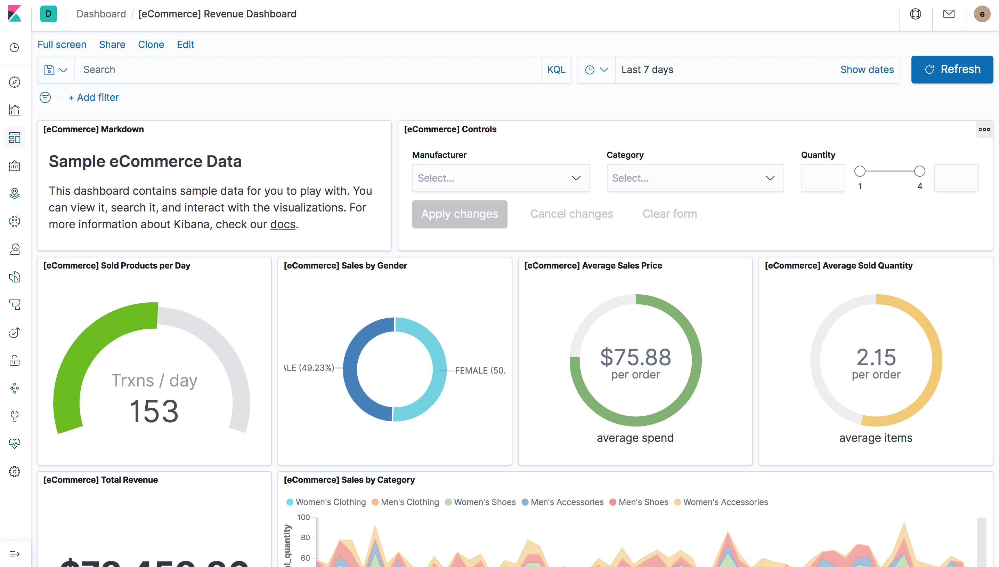 D Dashboard / [eCommerce] Revenue Dashboard e
Full screen Share Clone Edit
Search KQL Last 7 days Show dates Refresh
+ Add filter
[eCommerce] Markdown
Sample eCommerce Data
This dashboard contains sample data for you to play with. You
can view it, search it, and interact with the visualizations. For
more information about Kibana, check our docs.
[eCommerce] Controls
Manufacturer Category Quantity
Select... Select...
1 4
Apply changes Cancel changes Clear form
[eCommerce] Sold Products per Day
Trxns / day
153
[eCommerce] Sales by Gender
ALE (49.23%) FEMALE (50.
[eCommerce] Average Sales Price
$75.88
per order
average spend
[eCommerce] Average Sold Quantity
2.15
per order
average items
[eCommerce] Total Revenue
[eCommerce] Sales by Category
Women's Clothing Men's Clothing Women's Shoes Men's Accessories Men's Shoes Women's Accessories
100
80
60
al_quantity